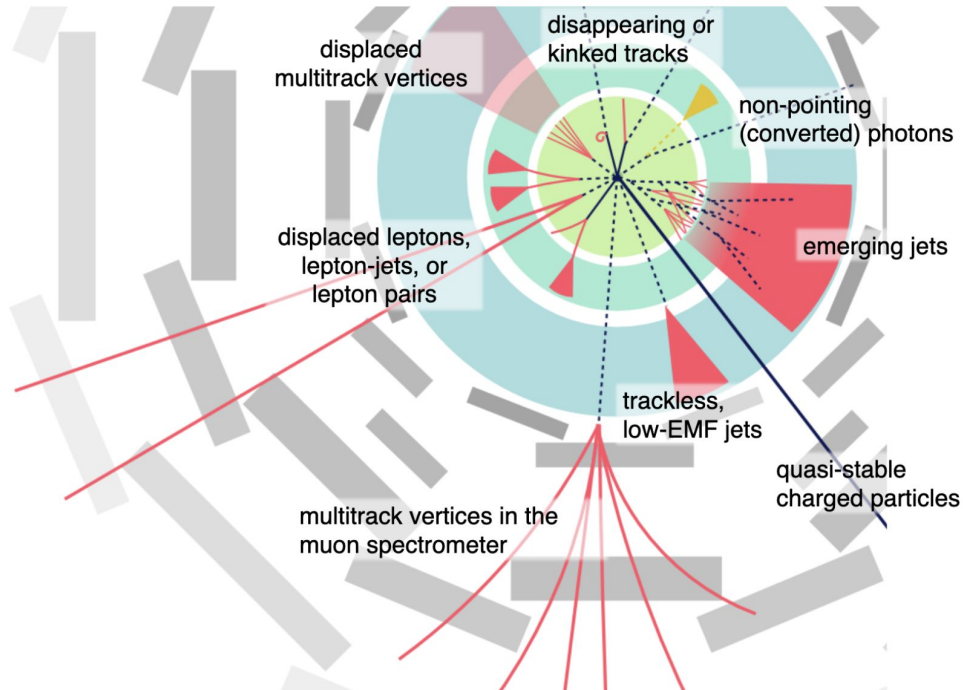 disappearing or
kinked tracks
displaced
multitrack vertices
non-pointing
(converted) photons
displaced leptons,
lepton-jets, or
lepton pairs
emerging jets
trackless,
low-EMF jets
quasi-stable
charged particles
multitrack vertices in the
muon spectrometer